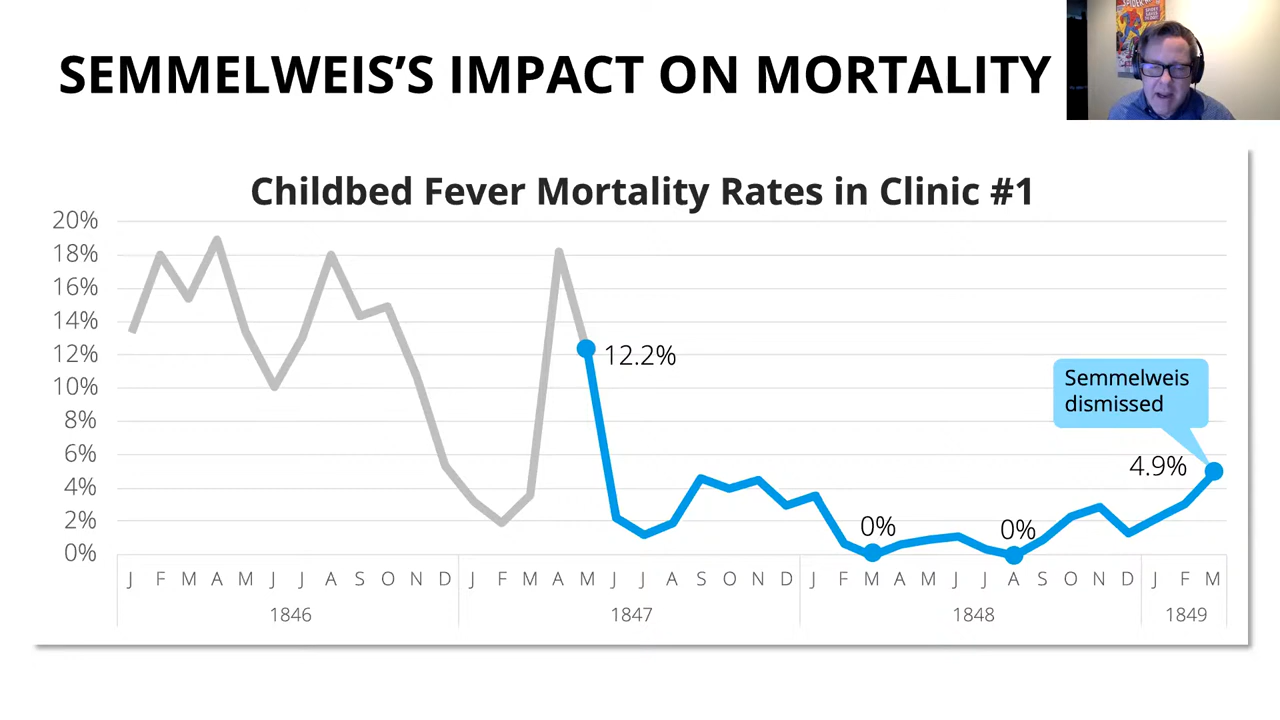 SEMMELWEIS’S IMPACT ON MORTALITY
Childbed Fever Mortality Rates in Clinic #1
20%
18%
16%
14%
12%
10%
8%
6%
4%
2%
0%
12.2%
0%
0%
4.9%
Semmelweis
dismissed
J F M A M J J A S O N D J F M A M J J A S O N D J F M A M J J A S O N D J F M
1846 1847 1848 1849